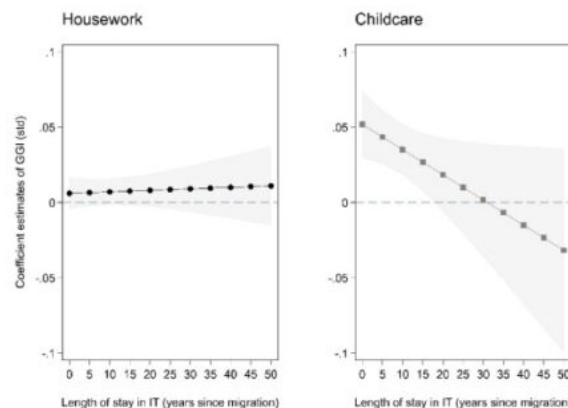 Housework
Childcare
Coefficient estimates of GGI (std)
.1
.05
0
-.05
-.1
0 5 10 15 20 25 30 35 40 45 50
Length of stay in IT (years since migration)
.1
.05
0
-.05
-.1
0 5 10 15 20 25 30 35 40 45 50
Length of stay in IT (years since migration)